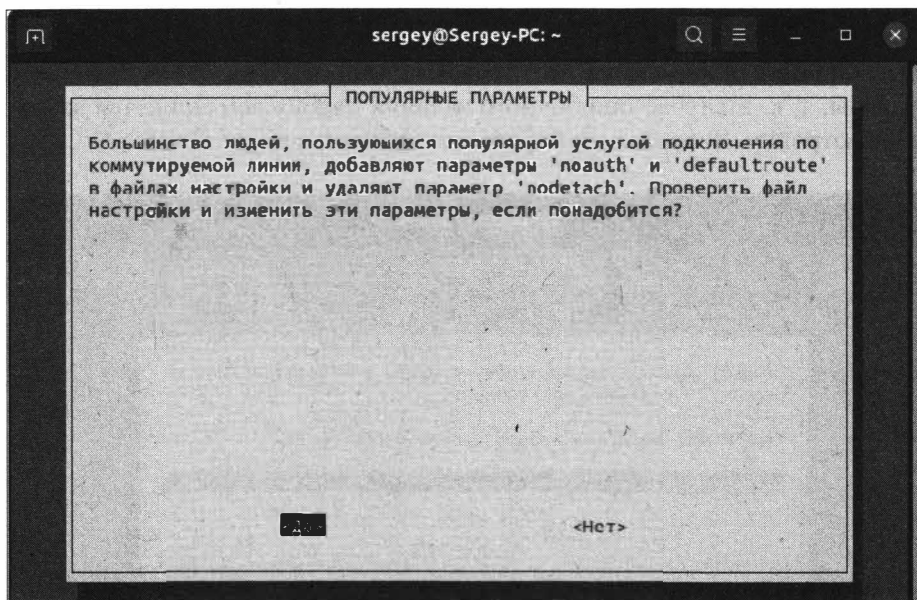 sergey@Sergey-PC: ~
ПОПУЛЯРНЫЕ ПАРАМЕТРЫ
Большинство людей, пользующихся популярной услугой подключения по
коммутируемой линии, добавляют параметры 'noauth' и 'defaultroute'
в файлах настройки и удаляют параметр 'nodetach'. Проверить файл
настройки и изменить эти параметры, если понадобится?
<Нет>